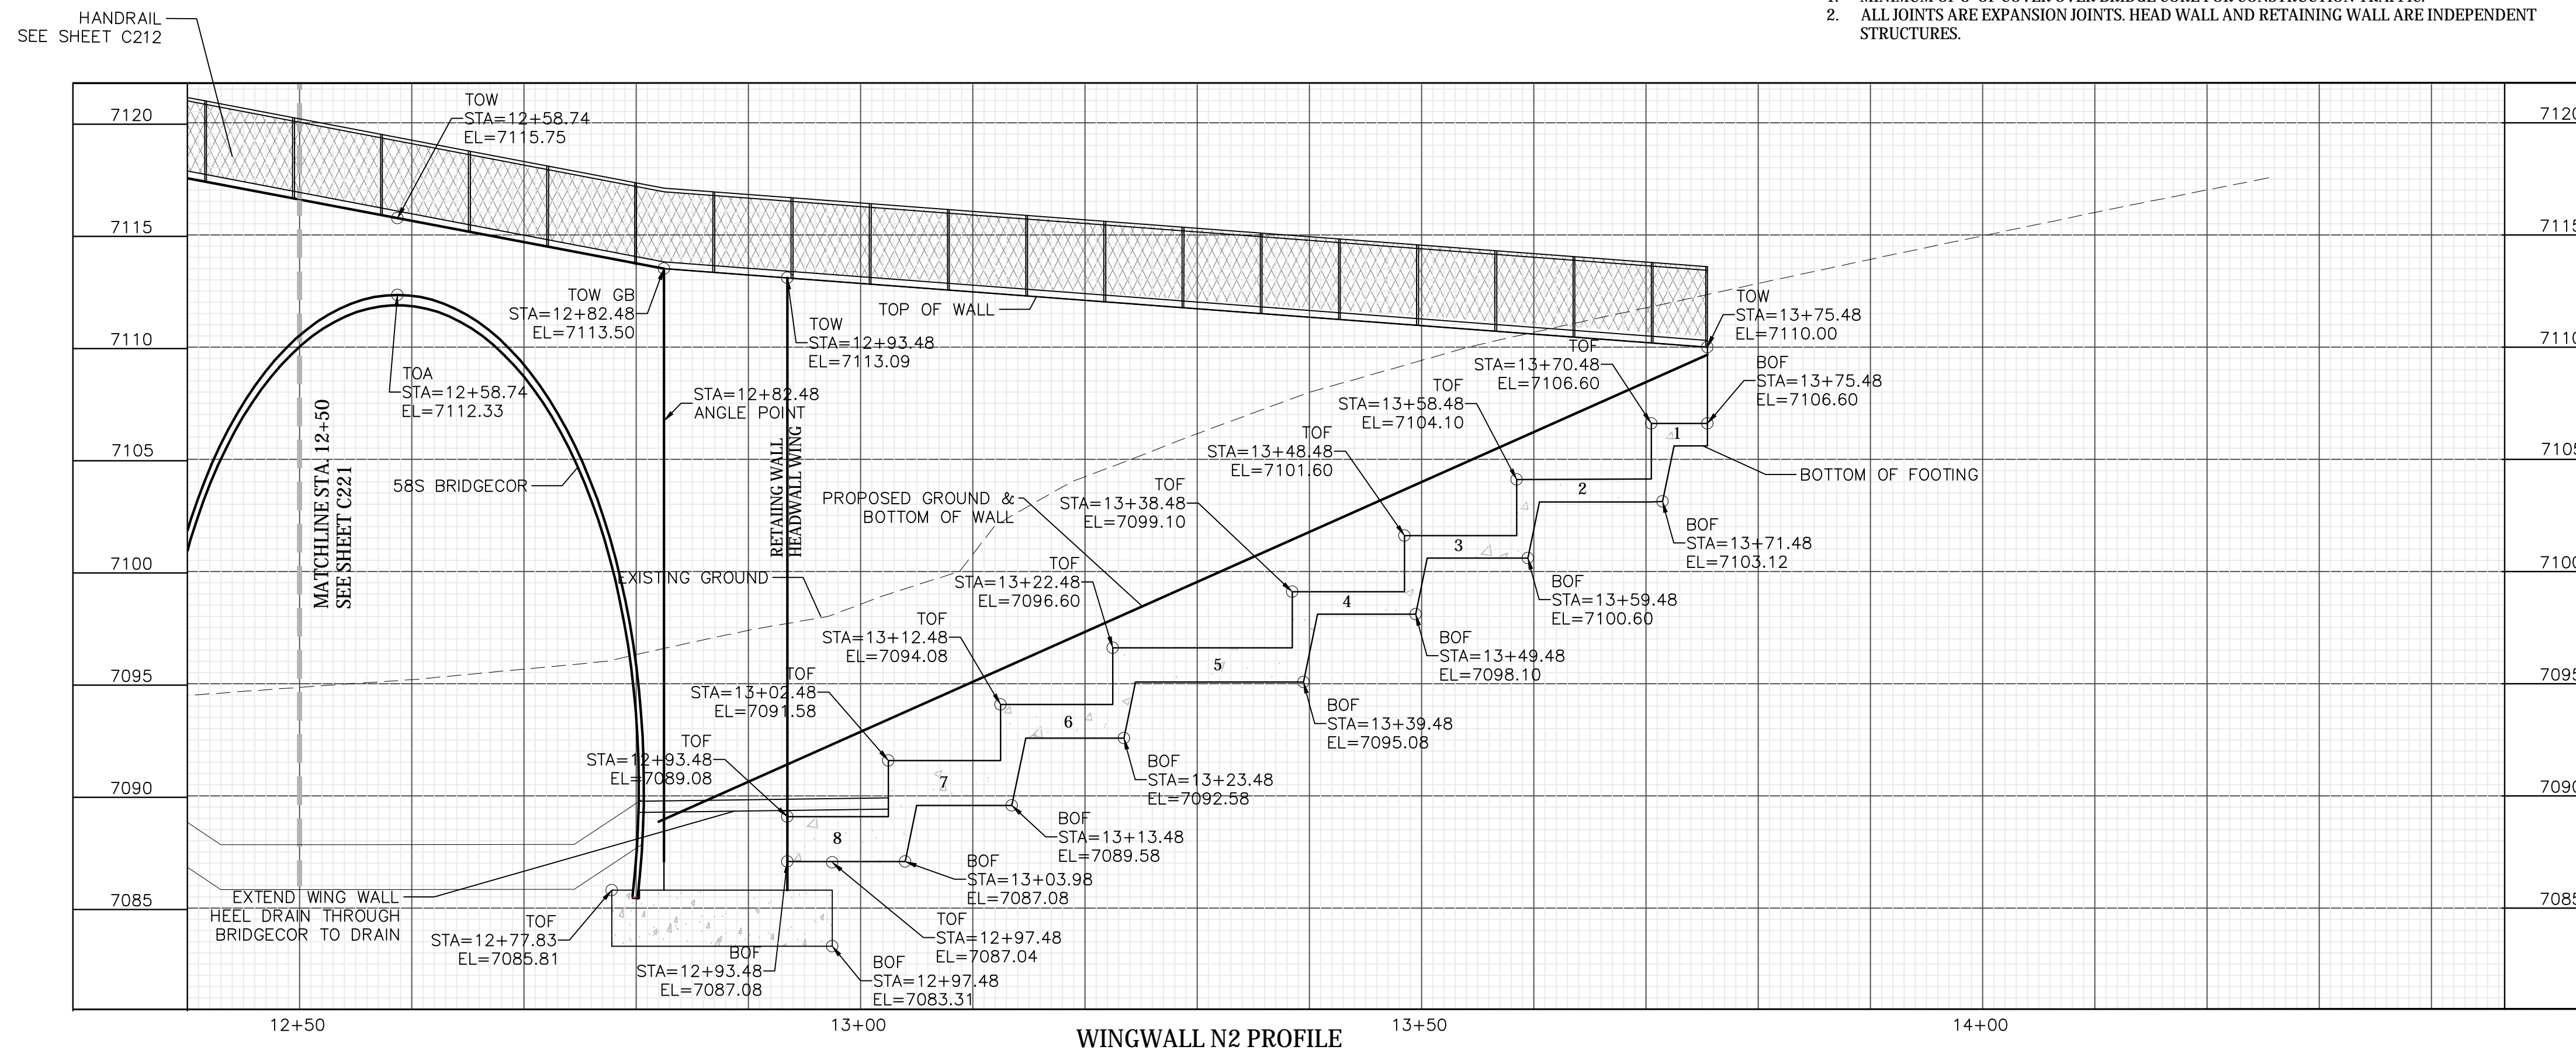 HANDRAIL
SEE SHEET C212
2. ALL JOINTS ARE EXPANSION JOINTS. HEAD WALL AND RETAINING WALL ARE INDEPENDENT
STRUCTURES.
7120
7115
7110
7105
7100
7095
7090
7085
TOW
STA=12+58.74
EL=7115.75
TOA
STA=12+58.74
EL=7112.33
MATCHLINE STA. 12+50
SEE SHEET C221
58S BRIDGECOR
TOW GB
STA=12+82.48
EL=7113.50
STA=12+82.48
ANGLE POINT
RETAIING WALL
HEADWALL WING
TOW
STA=12+93.48
EL=7113.09
TOP OF WALL
EXISTING GROUND
PROPOSED GROUND &
BOTTOM OF WALL
TOW
STA=13+75.48
EL=7110.00
TOF
STA=13+70.48
EL=7106.60
BOF
STA=13+75.48
EL=7106.60
TOF
STA=13+58.48
EL=7104.10
TOF
STA=13+48.48
EL=7101.60
TOF
STA=13+38.48
EL=7099.10
TOF
STA=13+22.48
EL=7096.60
TOF
STA=13+12.48
EL=7094.08
TOF
STA=13+02.48
EL=7091.58
TOF
STA=12+93.48
EL=7089.08
1
2
3
4
5
6
7
8
BOTTOM OF FOOTING
BOF
STA=13+71.48
EL=7103.12
BOF
STA=13+59.48
EL=7100.60
BOF
STA=13+49.48
EL=7098.10
BOF
STA=13+39.48
EL=7095.08
BOF
STA=13+23.48
EL=7092.58
BOF
STA=13+13.48
EL=7089.58
BOF
STA=13+03.98
EL=7087.08
TOF
STA=12+97.48
EL=7087.04
BOF
STA=12+97.48
EL=7083.31
BOF
STA=12+93.48
EL=7087.08
TOF
STA=12+77.83
EL=7085.81
EXTEND WING WALL
HEEL DRAIN THROUGH
BRIDGECOR TO DRAIN
12+50
13+00
13+50
14+00
WINGWALL N2 PROFILE